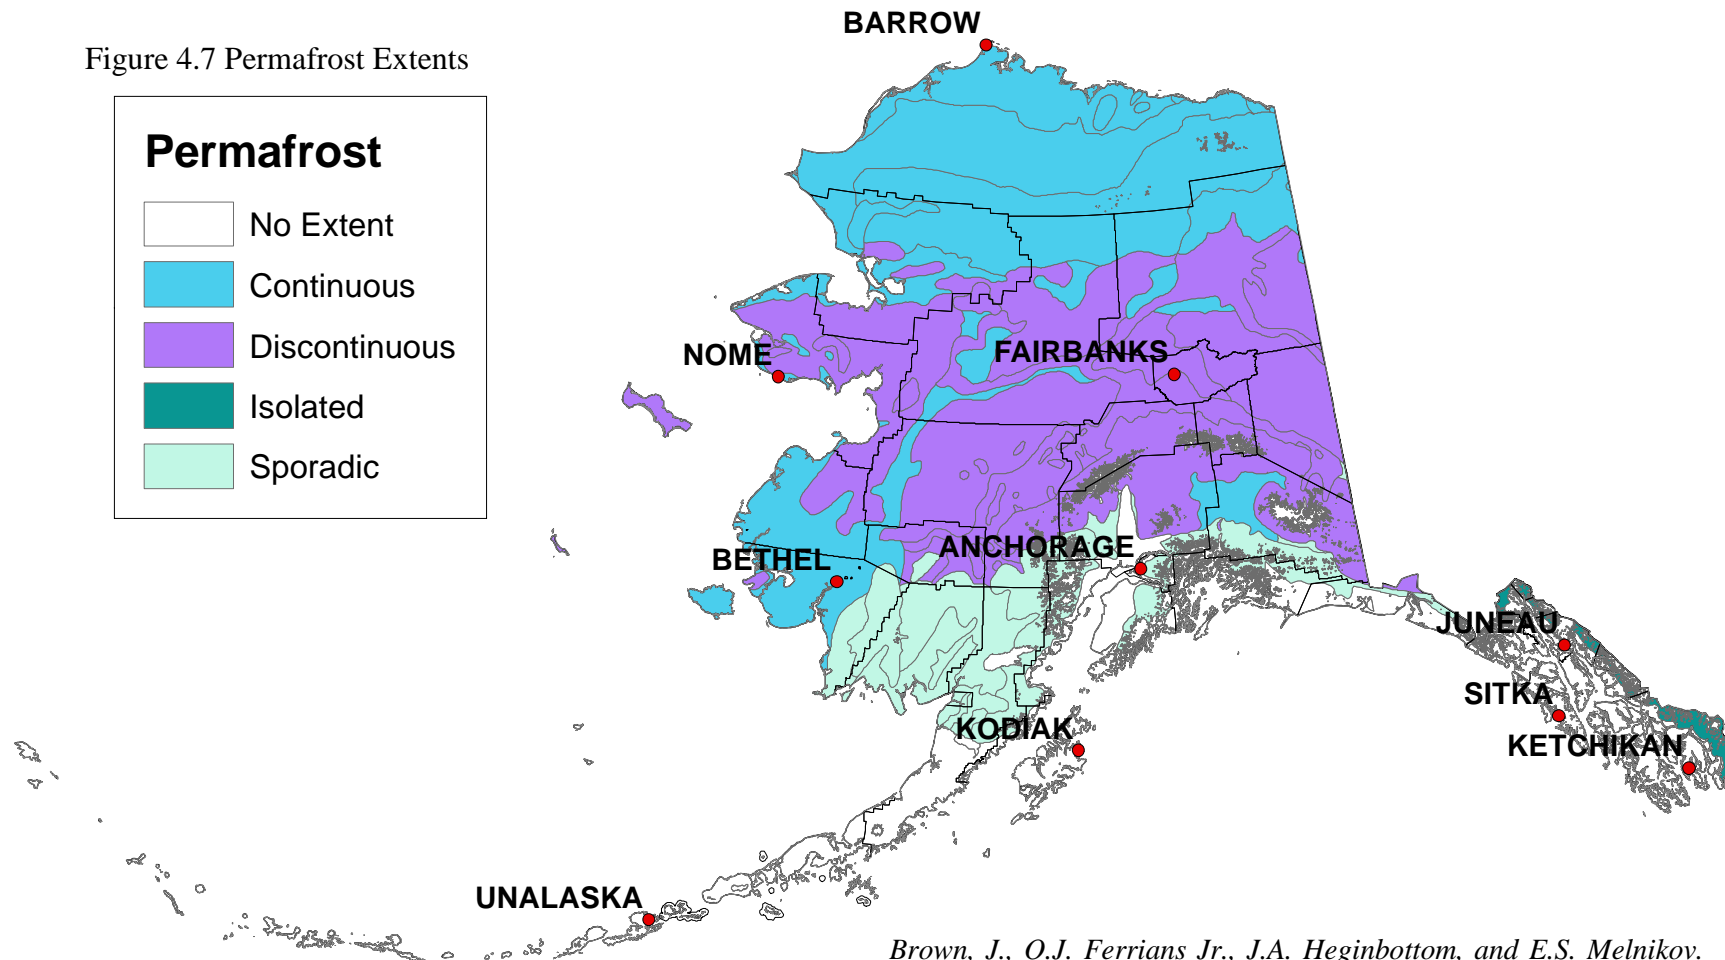 BARROW
Figure 4.7 Permafrost Extents
Permafrost
No Extent
Continuous
Discontinuous
Isolated
Sporadic
NOME
FAIRBANKS
ANCHORAGE
BETHEL
JUNEAU
SITKA
KODIAK
KETCHIKAN
UNALASKA
Brown, J., O.J. Ferrians Jr., J.A. Heginbottom, and E.S. Melnikov.